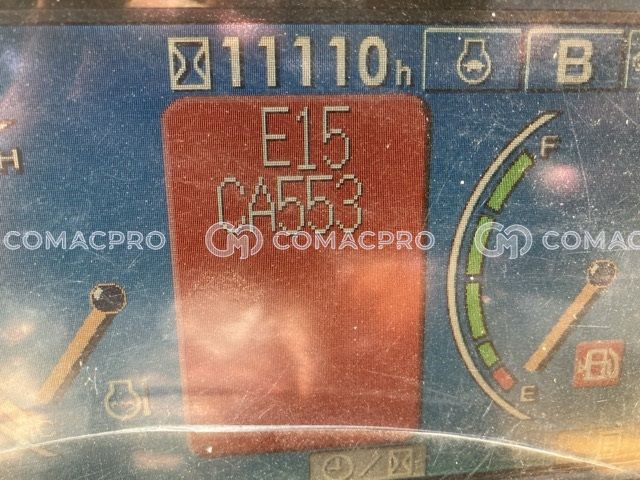 11110h
B
E15
CA553
H
F
COMACPRO
COMACPRO
COMACPRO
E
C